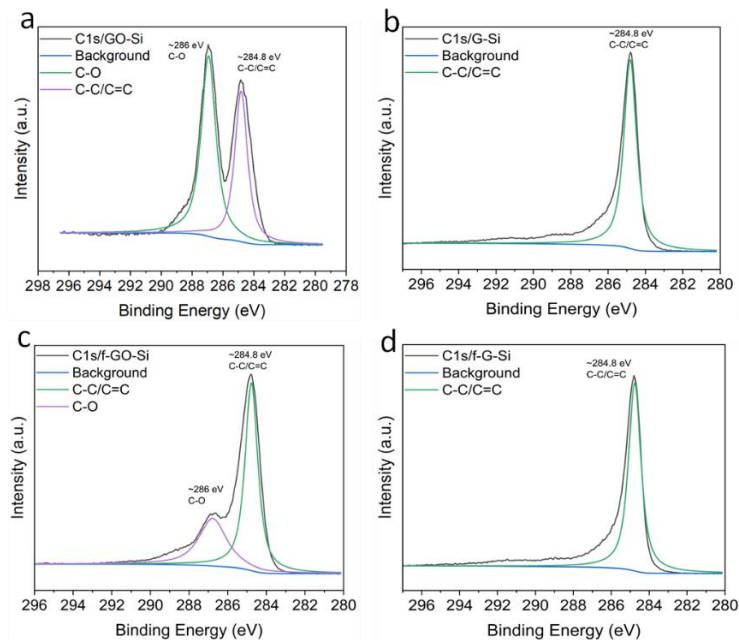 a
C1s/GO-Si
Background
C-O
C-C/C=C
~286 eV
C-O
~284.8 eV
C-C/C=C
Intensity (a.u.)
298 296 294 292 290 288 286 284 282 280 278
Binding Energy (eV)
b
C1s/G-Si
Background
C-C/C=C
~284.8 eV
C-C/C=C
Intensity (a.u.)
296 294 292 290 288 286 284 282 280
Binding Energy (eV)
c
C1s/f-GO-Si
Background
C-C/C=C
C-O
~284.8 eV
C-C/C=C
~286 eV
C-O
Intensity (a.u.)
296 294 292 290 288 286 284 282 280
Binding Energy (eV)
d
C1s/f-G-Si
Background
C-C/C=C
~284.8 eV
C-C/C=C
Intensity (a.u.)
296 294 292 290 288 286 284 282 280
Binding Energy (eV)